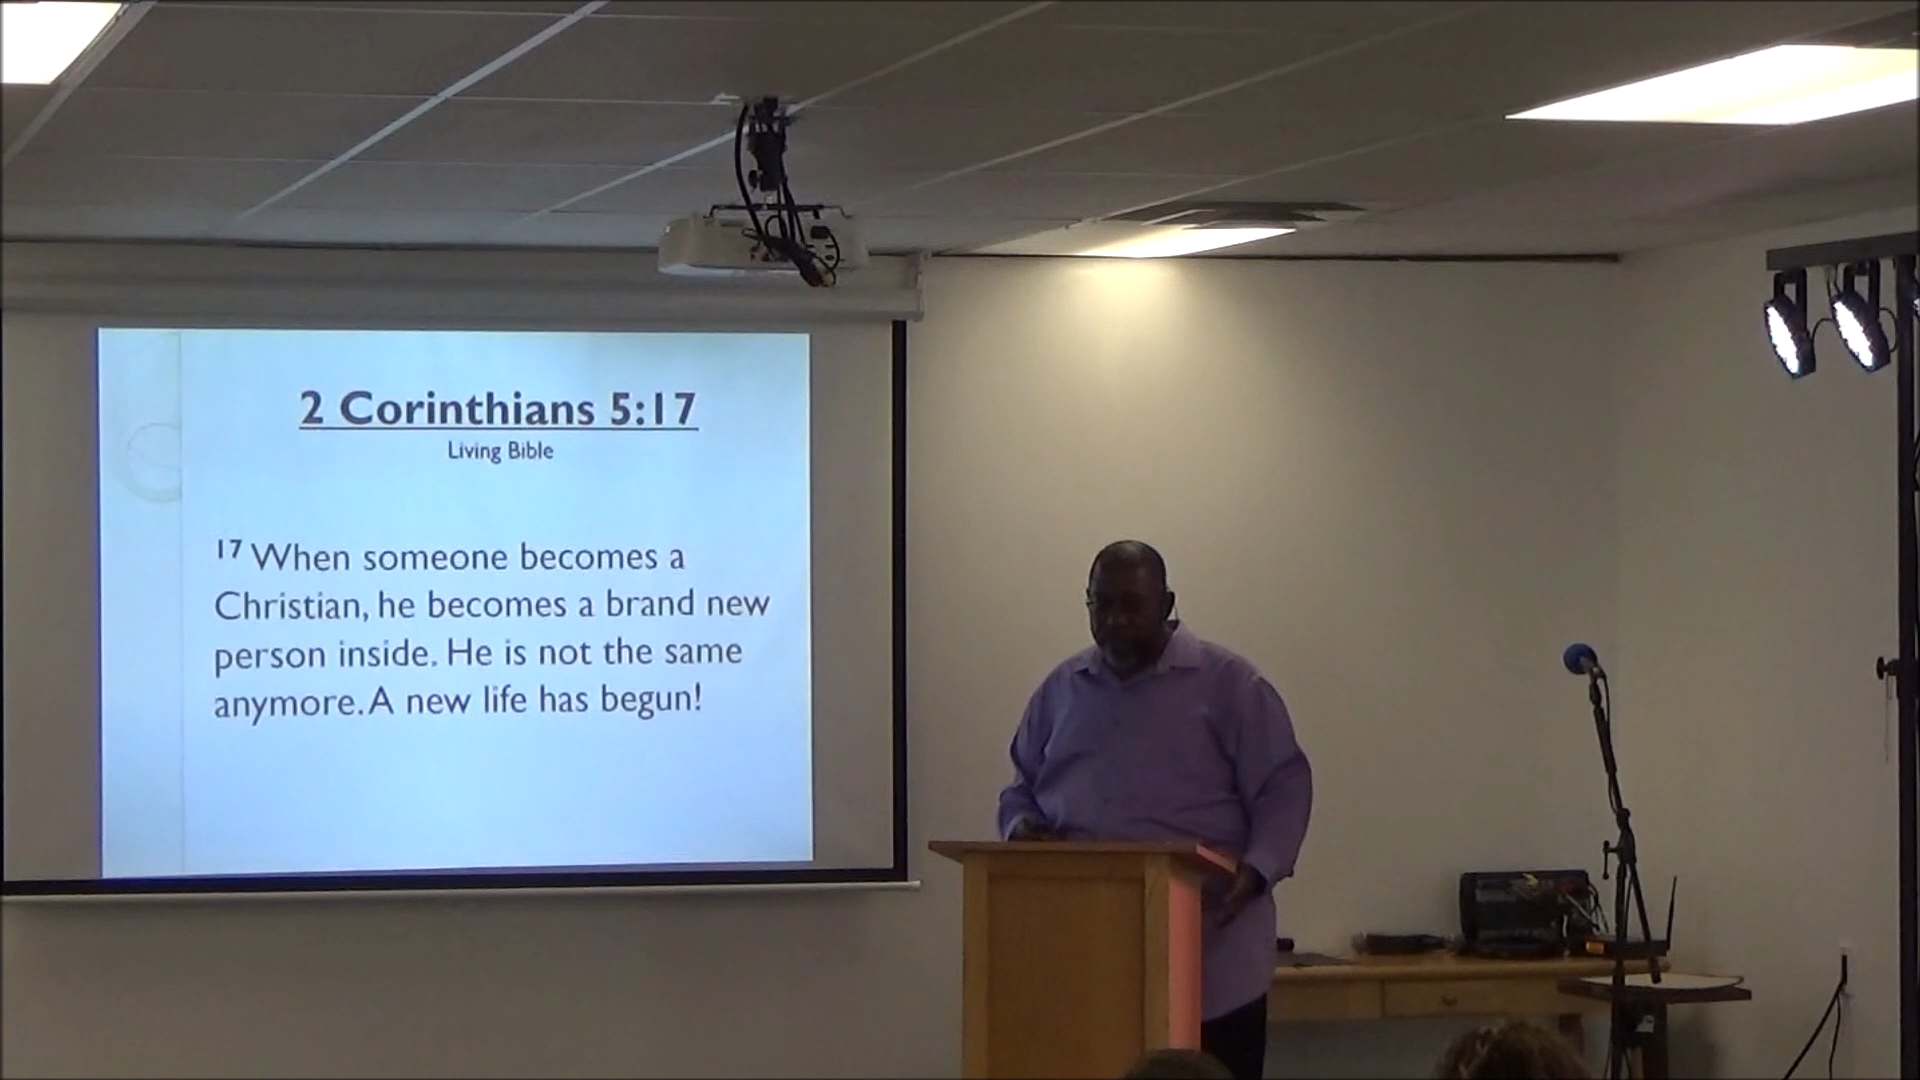 2 Corinthians 5:17
Living Bible
17 When someone becomes a
Christian, he becomes a brand new
person inside. He is not the same
anymore. A new life has begun!